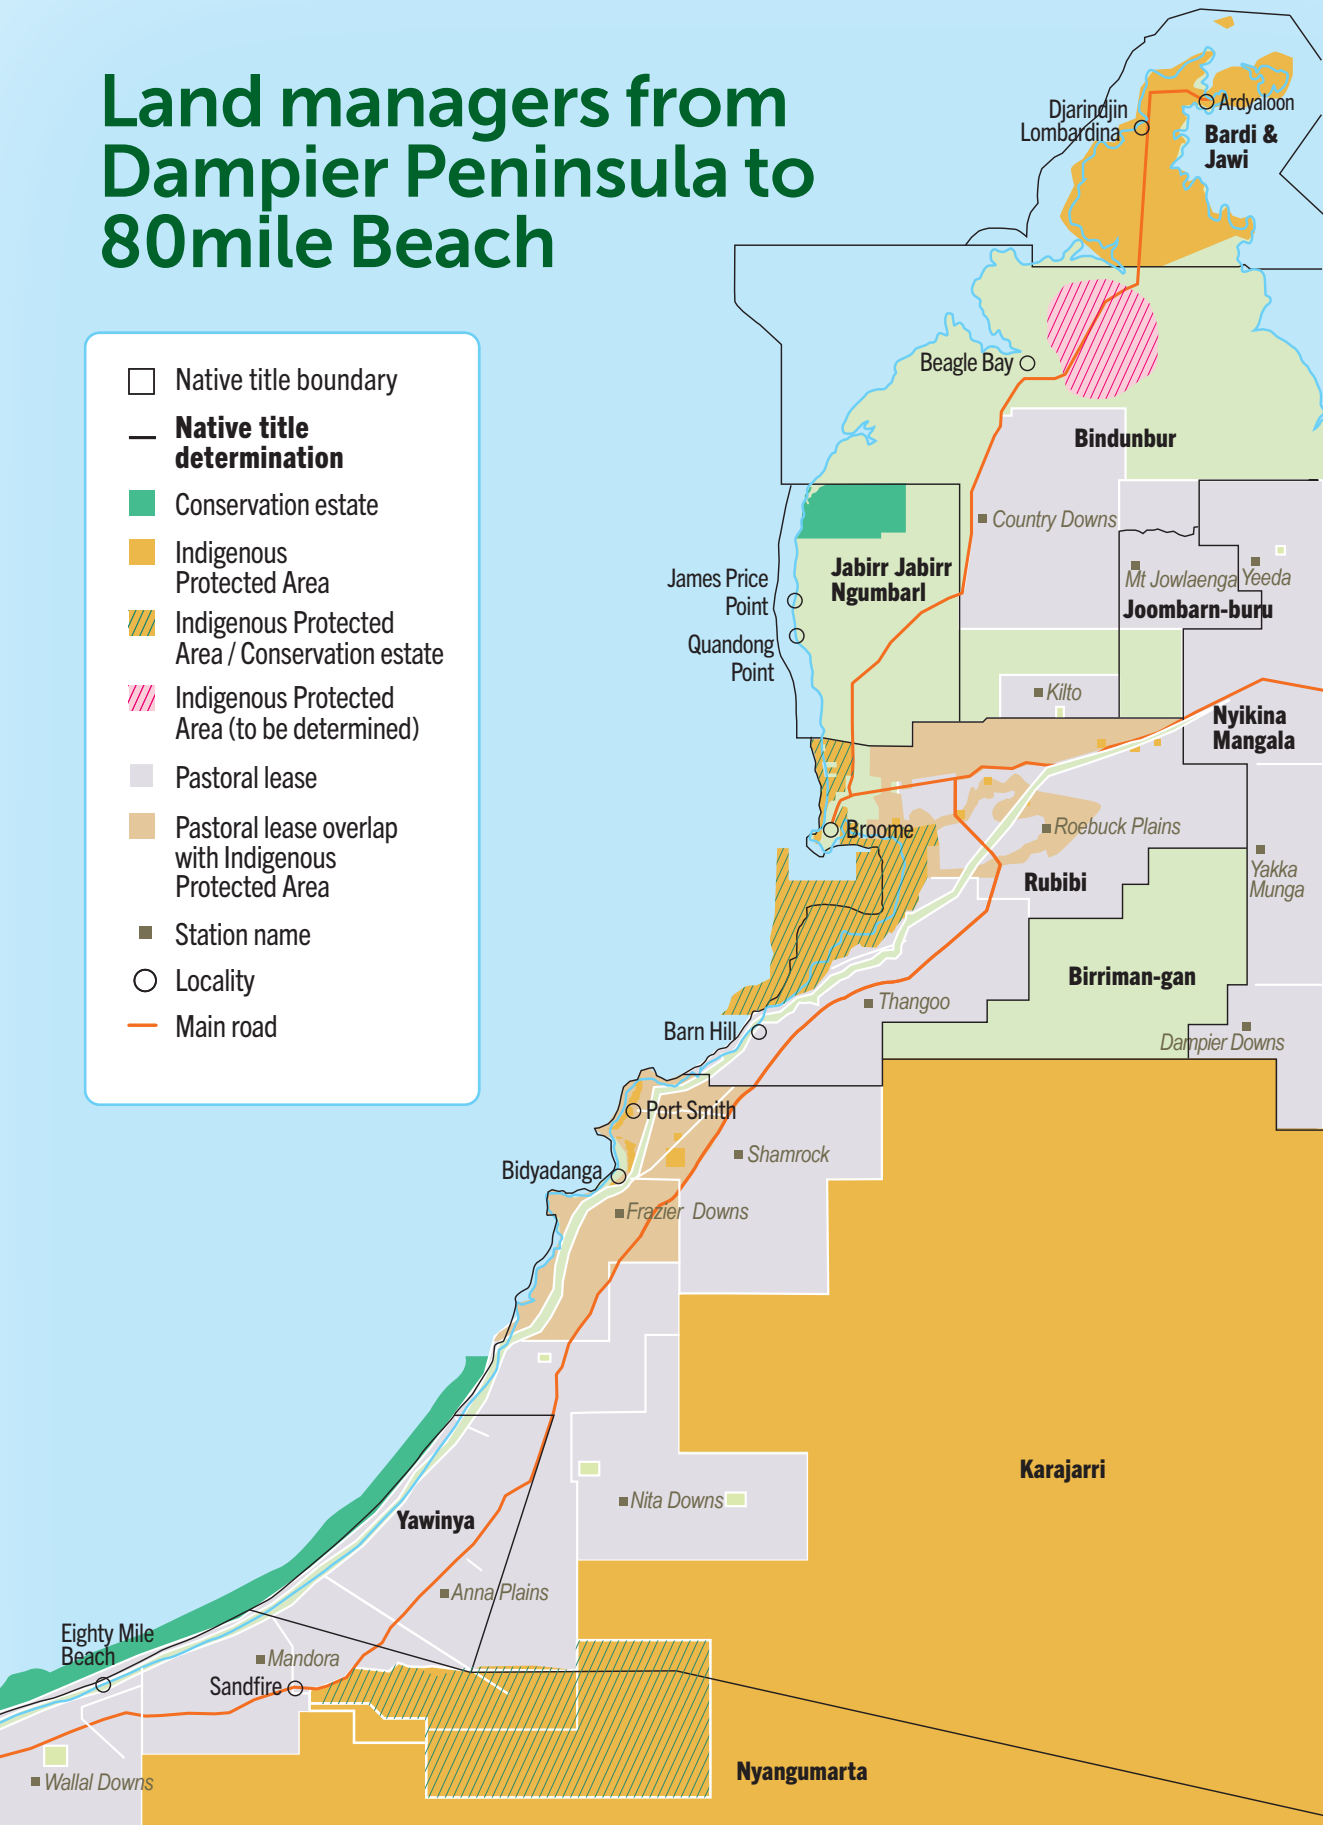 Land managers from
Dampier Peninsula to
80mile Beach
Native title boundary
Native title
determination
Conservation estate
Indigenous
Protected Area
Indigenous Protected
Area / Conservation estate
Indigenous Protected
Area (to be determined)
Pastoral lease
Pastoral lease overlap
with Indigenous
Protected Area
Station name
Locality
Main road
Djarindjin
Lombardina
Ardyaloon
Bardi &
Jawi
Beagle Bay
Bindunbur
Country Downs
Jabirr Jabirr
Ngumbarl
James Price
Point
Quandong
Point
Mt Jowlaenga
Yeeda
Joombarn-buru
Kilto
Nyikina
Mangala
Broome
Roebuck Plains
Yakka
Munga
Rubibi
Birriman-gan
Thangoo
Barn Hill
Dampier Downs
Port Smith
Shamrock
Bidyadanga
Frazier Downs
Karajarri
Nita Downs
Yawinya
Anna Plains
Eighty Mile
Beach
Mandora
Sandfire
Nyangumarta
Wallal Downs